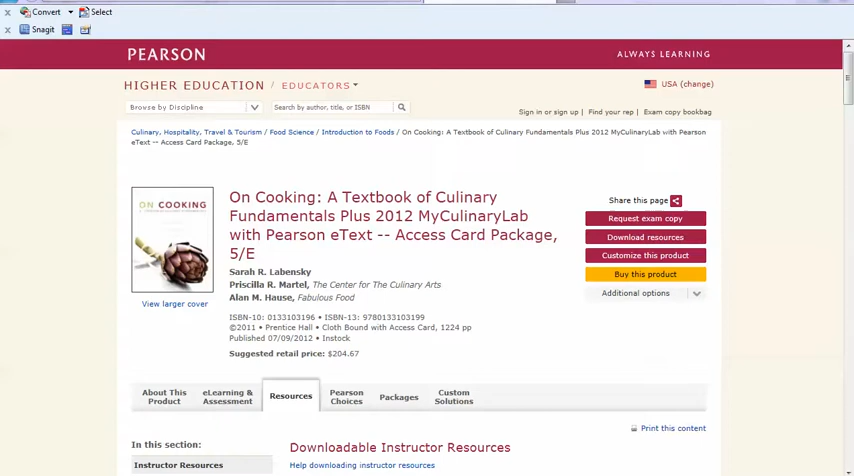 Convert Select
Snagit
PEARSON
ALWAYS LEARNING
HIGHER EDUCATION / EDUCATORS
USA (change)
Browse by Discipline
Search by author, title, or ISBN
Sign in or sign up | Find your rep | Exam copy bookbag
Culinary, Hospitality, Travel & Tourism / Food Science / Introduction to Foods / On Cooking: A Textbook of Culinary Fundamentals Plus 2012 MyCulinaryLab with Pearson
eText -- Access Card Package, 5/E
ON COOKING
View larger cover
On Cooking: A Textbook of Culinary
Fundamentals Plus 2012 MyCulinaryLab
with Pearson eText -- Access Card Package,
5/E
Sarah R. Labensky
Priscilla R. Martel, The Center for The Culinary Arts
Alan M. Hause, Fabulous Food
ISBN-10: 0133103196 • ISBN-13: 9780133103199
©2011 • Prentice Hall • Cloth Bound with Access Card, 1224 pp
Published 07/09/2012 • Instock
Suggested retail price: $204.67
Share this page
Request exam copy
Download resources
Customize this product
Buy this product
Additional options
About This
Product
eLearning &
Assessment
Resources
Pearson
Choices
Packages
Custom
Solutions
Print this content
In this section:
Instructor Resources
Downloadable Instructor Resources
Help downloading instructor resources